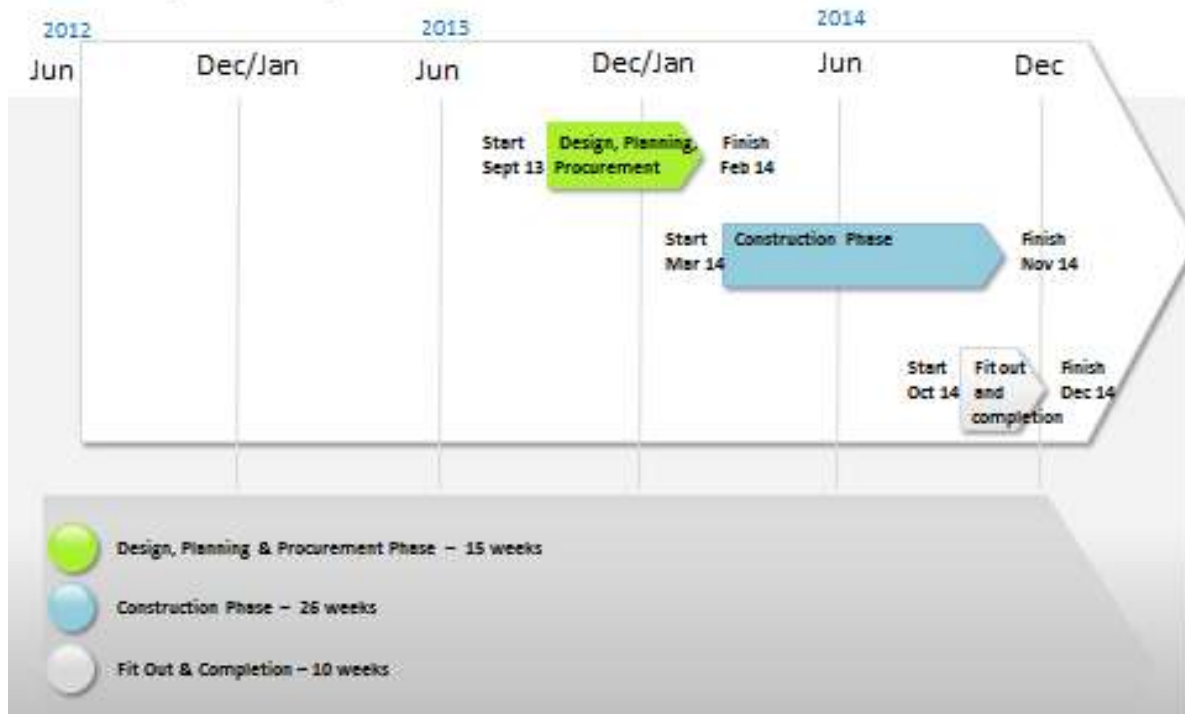 2012
2013
2014
Jun
Dec/Jan
Jun
Dec/Jan
Jun
Dec
Start
Sept 13
Design, Planning,
Procurement
Finish
Feb 14
Start
Mar 14
Construction Phase
Finish
Nov 14
Start
Oct 14
Fit out
and
completion
Finish
Dec 14
Design, Planning & Procurement Phase – 15 weeks
Construction Phase – 26 weeks
Fit Out & Completion – 10 weeks